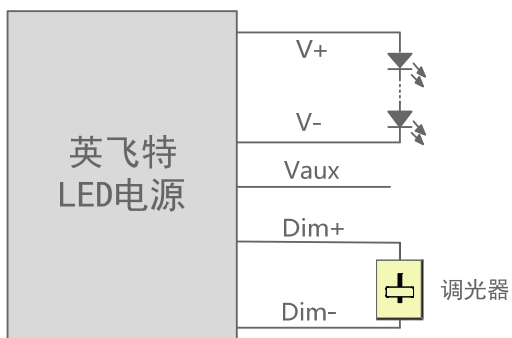 V+
V-
英飞特
LED电源
Vaux
Dim+
调光器
Dim-